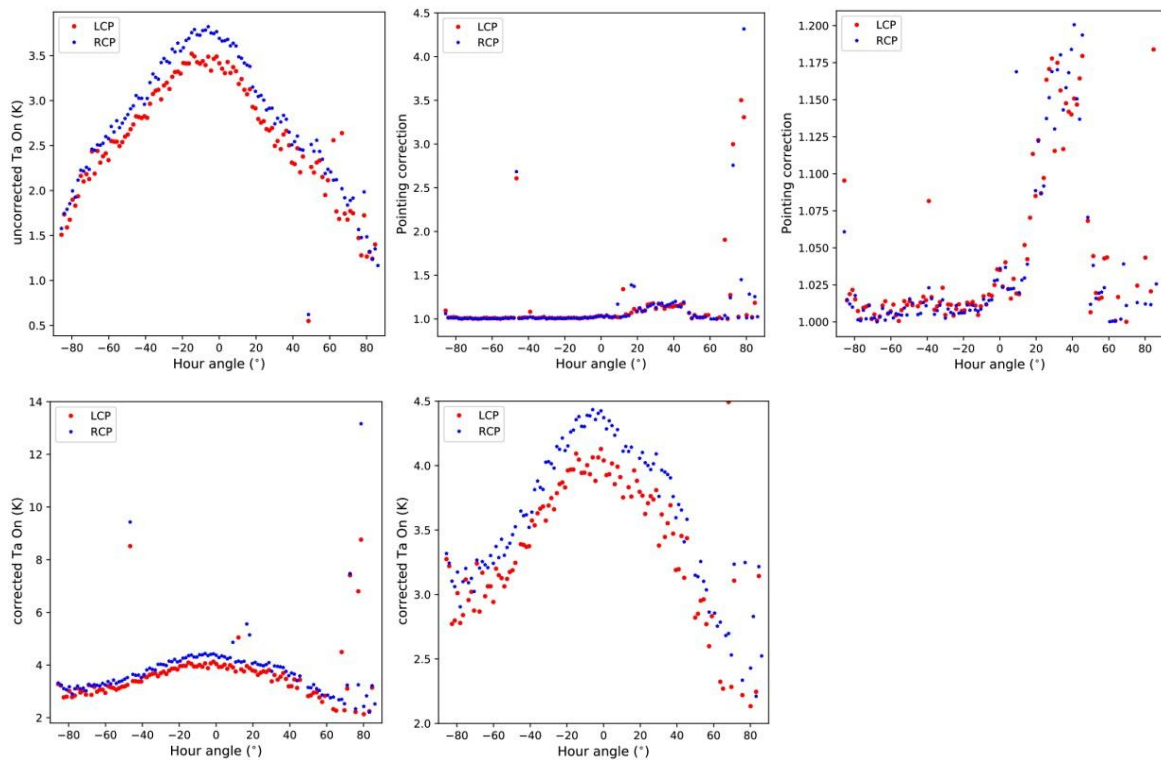 LCP
RCP
uncorrected Ta On (K)
3.5
3.0
2.5
2.0
1.5
1.0
0.5
−80 −60 −40 −20 0 20 40 60 80
Hour angle (°)
LCP
RCP
Pointing correction
4.5
4.0
3.5
3.0
2.5
2.0
1.5
1.0
−80 −60 −40 −20 0 20 40 60 80
Hour angle (°)
LCP
RCP
Pointing correction
1.200
1.175
1.150
1.125
1.100
1.075
1.050
1.025
1.000
−80 −60 −40 −20 0 20 40 60 80
Hour angle (°)
LCP
RCP
corrected Ta On (K)
14
12
10
8
6
4
2
−80 −60 −40 −20 0 20 40 60 80
Hour angle (°)
LCP
RCP
corrected Ta On (K)
4.5
4.0
3.5
3.0
2.5
2.0
−80 −60 −40 −20 0 20 40 60 80
Hour angle (°)